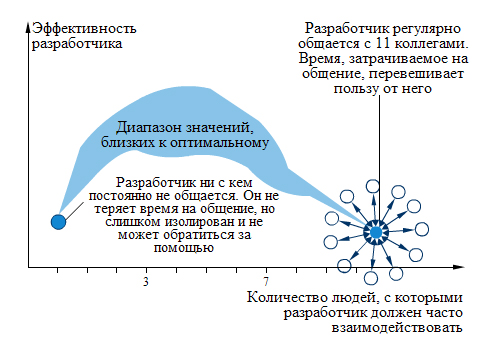 Эффективность
разработчика
Разработчик регулярно
общается с 11 коллегами.
Время, затрачиваемое на
общение, перевешивает
пользу от него
Диапазон значений,
близких к оптимальному
Разработчик ни с кем
постоянно не общается. Он не
теряет время на общение, но
слишком изолирован и не
может обратиться за
помощью
3
7
Количество людей, с которыми
разработчик должен часто
взаимодействовать